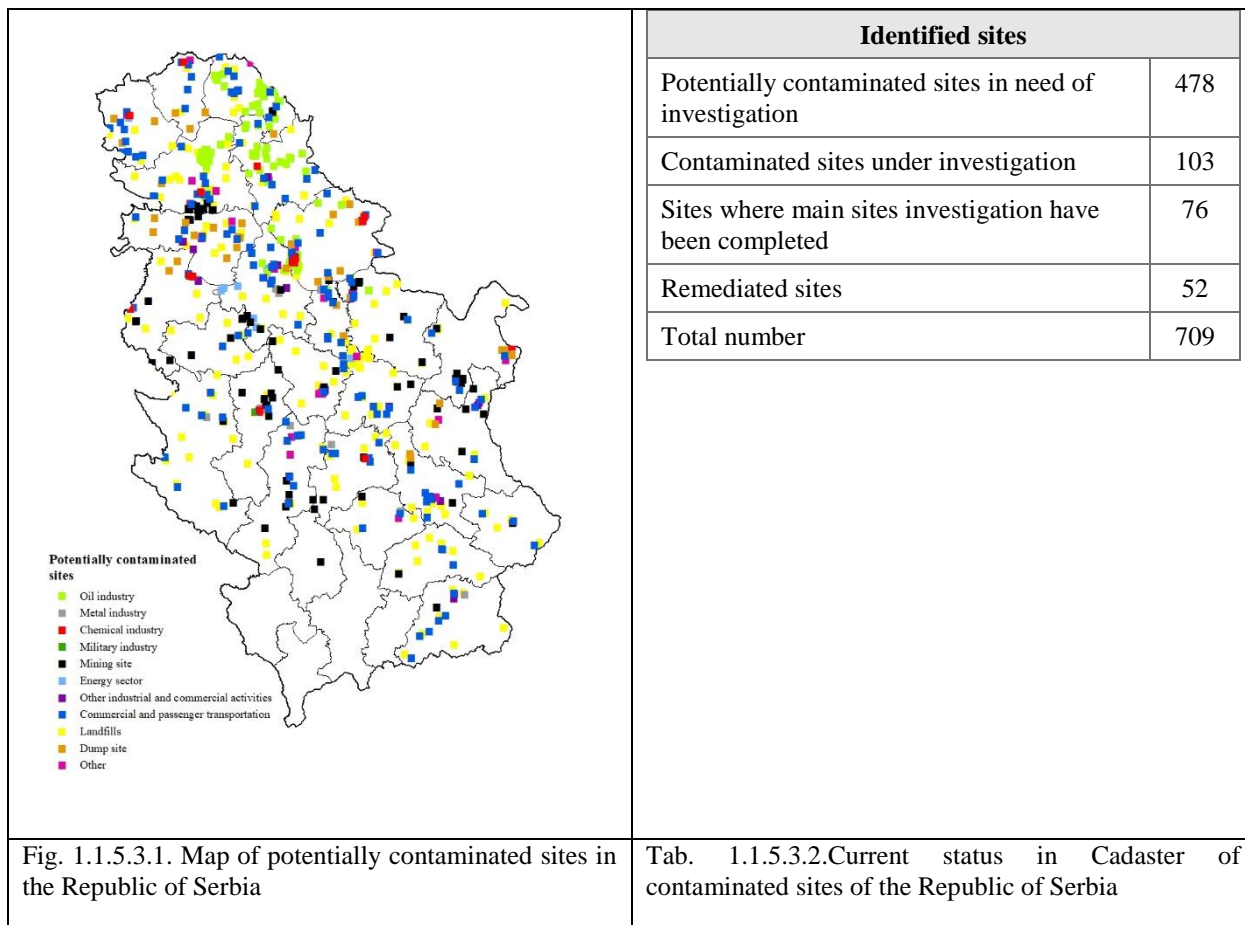 Potentially contaminated
sites
Oil industry
Metal industry
Chemical industry
Military industry
Mining site
Energy sector
Other industrial and commercial activities
Commercial and passenger transportation
Landfills
Dump site
Other
Identified sites
Potentially contaminated sites in need of
investigation
478
Contaminated sites under investigation 103
Sites where main sites investigation have
been completed
76
Remediated sites 52
Total number 709
Fig. 1.1.5.3.1. Map of potentially contaminated sites in
the Republic of Serbia
Tab. 1.1.5.3.2.Current status in Cadaster of
contaminated sites of the Republic of Serbia